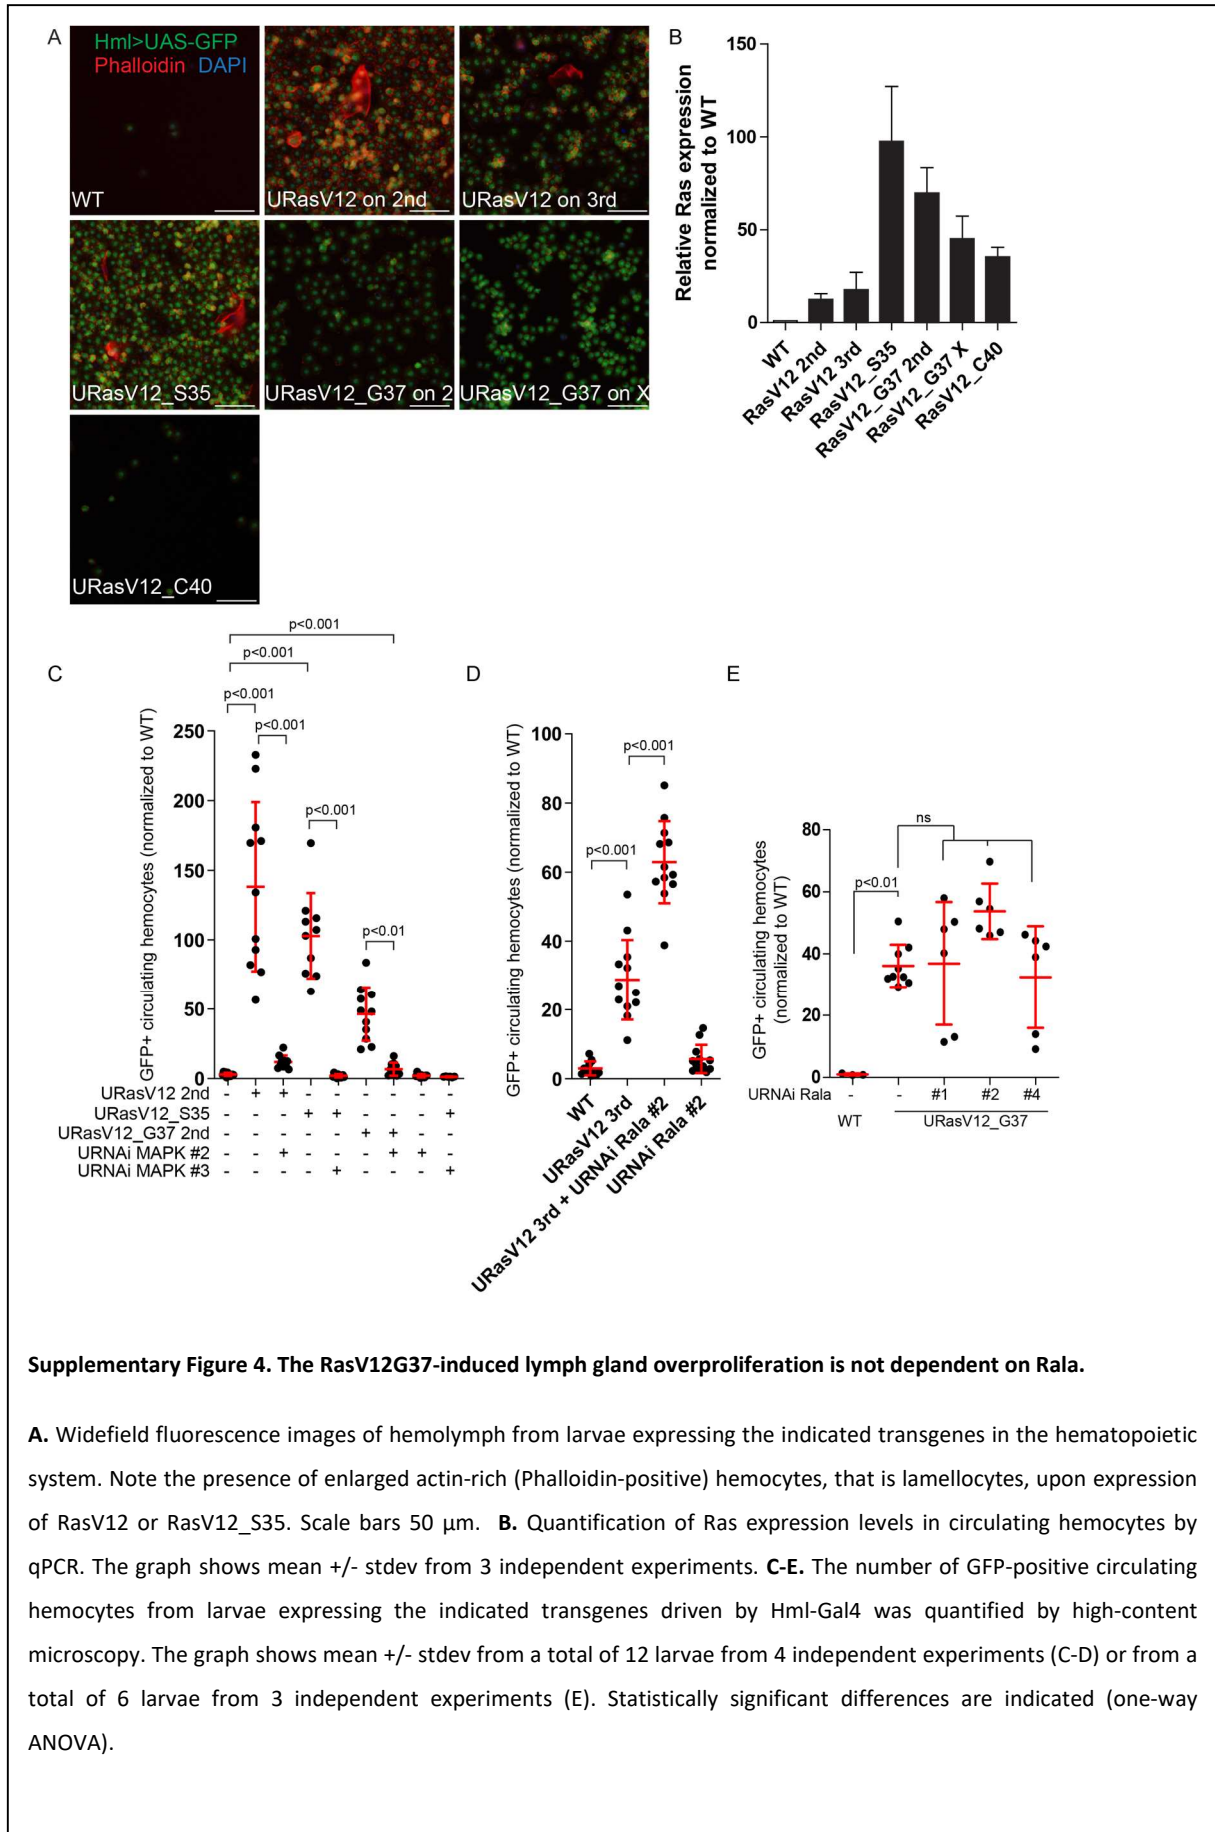 A
Hml>UAS-GFP
Phalloidin DAPI
WT
URasV12 on 2nd
URasV12 on 3rd
URasV12_S35
URasV12_G37 on 2
URasV12_G37 on X
URasV12_C40
B
Relative Ras expression
normalized to WT
150
100
50
0
WT
RasV12 2nd
RasV12 3rd
RasV12_S35
RasV12_G37 2nd
RasV12_G37 X
RasV12_C40
C
GFP+ circulating hemocytes (normalized to WT)
p<0.001
p<0.001
p<0.001
p<0.001
p<0.001
p<0.01
250
200
150
100
50
0
URasV12 2nd - + + - - - - - -
URasV12_S35 - - - + + - - - +
URasV12_G37 2nd - - - - - + + - -
URNAi MAPK #2 - - + - - - + + -
URNAi MAPK #3 - - - - + - - - +
D
GFP+ circulating hemocytes (normalized to WT)
p<0.001
p<0.001
100
80
60
40
20
0
WT
URasV12 3rd
URasV12 3rd + URNAi Rala #2
URNAi Rala #2
E
GFP+ circulating hemocytes
(normalized to WT)
ns
p<0.01
80
60
40
20
0
URNAi Rala - - #1 #2 #4
WT URasV12_G37
Supplementary Figure 4. The RasV12G37-induced lymph gland overproliferation is not dependent on Rala.
A. Widefield fluorescence images of hemolymph from larvae expressing the indicated transgenes in the hematopoietic
system. Note the presence of enlarged actin-rich (Phalloidin-positive) hemocytes, that is lamellocytes, upon expression
of RasV12 or RasV12_S35. Scale bars 50 µm. B. Quantification of Ras expression levels in circulating hemocytes by
qPCR. The graph shows mean +/- stdev from 3 independent experiments. C-E. The number of GFP-positive circulating
hemocytes from larvae expressing the indicated transgenes driven by Hml-Gal4 was quantified by high-content
microscopy. The graph shows mean +/- stdev from a total of 12 larvae from 4 independent experiments (C-D) or from a
total of 6 larvae from 3 independent experiments (E). Statistically significant differences are indicated (one-way
ANOVA).